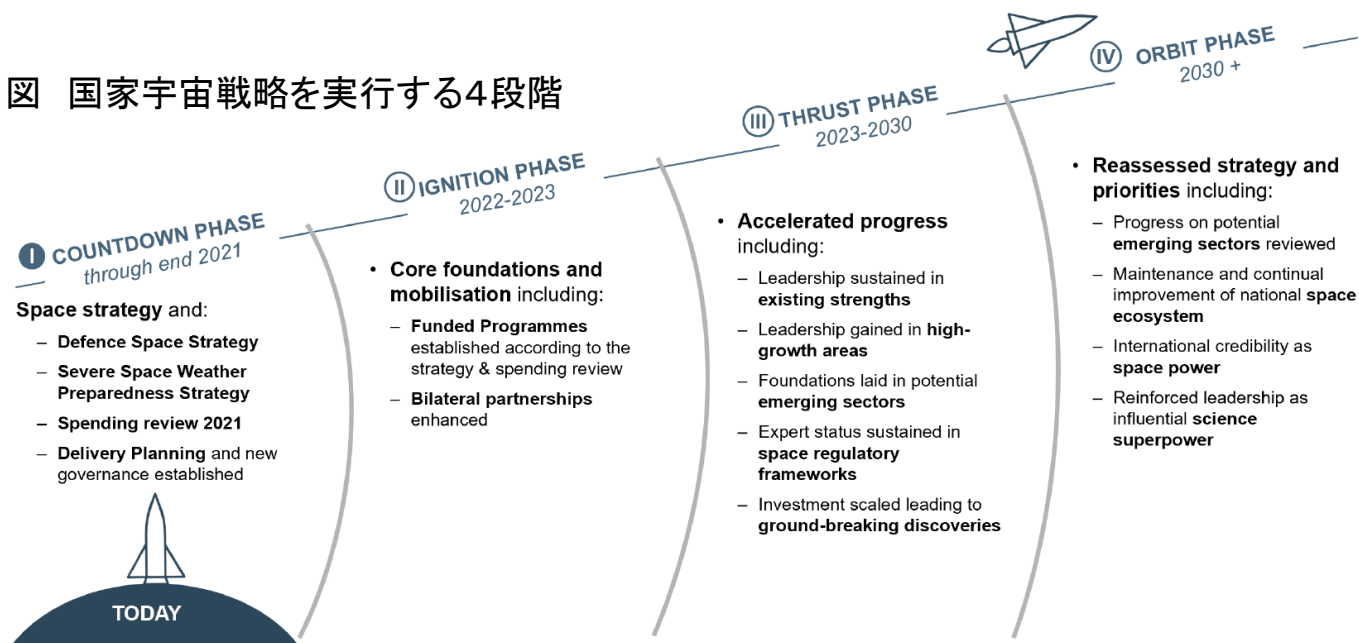 図 国家宇宙戦略を実行する4段階
I COUNTDOWN PHASE
through end 2021
Space strategy and:
– Defence Space Strategy
– Severe Space Weather
Preparedness Strategy
– Spending review 2021
– Delivery Planning and new
governance established
TODAY
II IGNITION PHASE
2022-2023
• Core foundations and
mobilisation including:
– Funded Programmes
established according to the
strategy & spending review
– Bilateral partnerships
enhanced
III THRUST PHASE
2023-2030
• Accelerated progress
including:
– Leadership sustained in
existing strengths
– Leadership gained in high-
growth areas
– Foundations laid in potential
emerging sectors
– Expert status sustained in
space regulatory
frameworks
– Investment scaled leading to
ground-breaking discoveries
IV ORBIT PHASE
2030 +
• Reassessed strategy and
priorities including:
– Progress on potential
emerging sectors reviewed
– Maintenance and continual
improvement of national space
ecosystem
– International credibility as
space power
– Reinforced leadership as
influential science
superpower